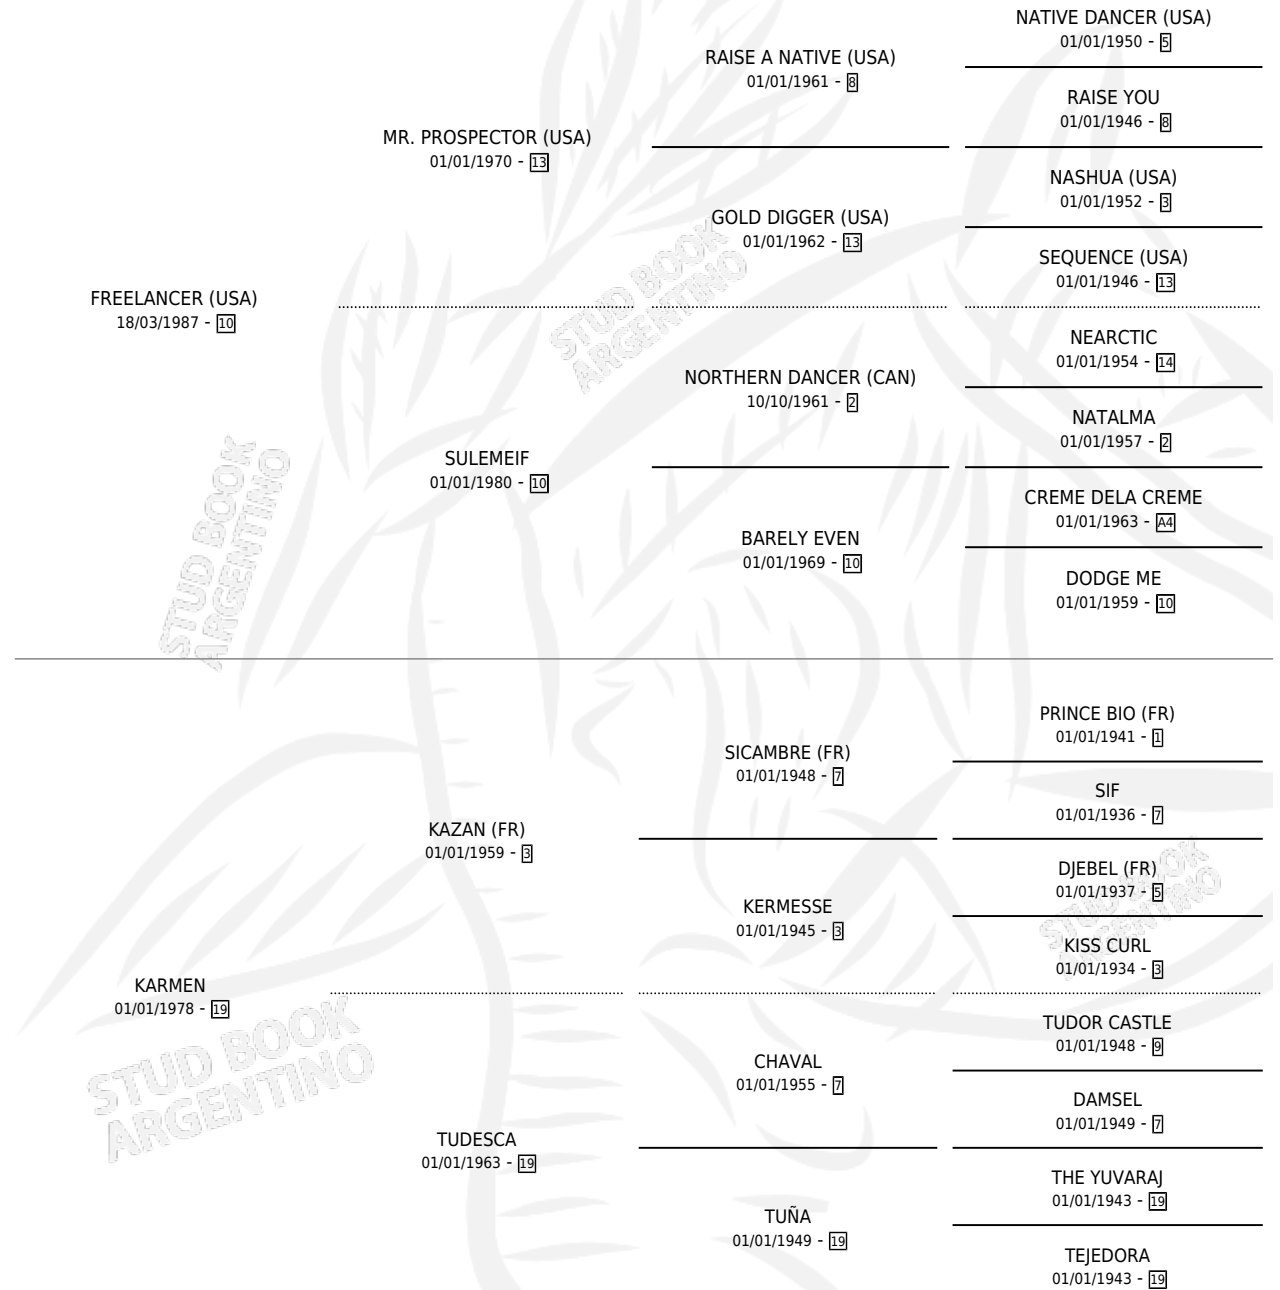 NATIVE DANCER (USA)
01/01/1950 - 5
RAISE A NATIVE (USA)
01/01/1961 - 8
RAISE YOU
01/01/1946 - 8
MR. PROSPECTOR (USA)
01/01/1970 - 13
NASHUA (USA)
01/01/1952 - 3
GOLD DIGGER (USA)
01/01/1962 - 13
SEQUENCE (USA)
01/01/1946 - 13
FREELANCER (USA)
18/03/1987 - 10
NEARCTIC
01/01/1954 - 14
NORTHERN DANCER (CAN)
10/10/1961 - 2
NATALMA
01/01/1957 - 2
SULEMEIF
01/01/1980 - 10
CREME DELA CREME
01/01/1963 - A4
BARELY EVEN
01/01/1969 - 10
DODGE ME
01/01/1959 - 10
PRINCE BIO (FR)
01/01/1941 - 1
SICAMBRE (FR)
01/01/1948 - 7
SIF
01/01/1936 - 7
KAZAN (FR)
01/01/1959 - 3
DJEBEL (FR)
01/01/1937 - 5
KERMESSE
01/01/1945 - 3
KISS CURL
01/01/1934 - 3
KARMEN
01/01/1978 - 19
TUDOR CASTLE
01/01/1948 - 9
CHAVAL
01/01/1955 - 7
DAMSEL
01/01/1949 - 7
TUDESCA
01/01/1963 - 19
THE YUVARAJ
01/01/1943 - 19
TUÑA
01/01/1949 - 19
TEJEDORA
01/01/1943 - 19
STUD BOOK
ARGENTINO
STUD BOOK
ARGENTINO
STUD BOOK
ARGENTINO
STUD BOOK
ARGENTINO